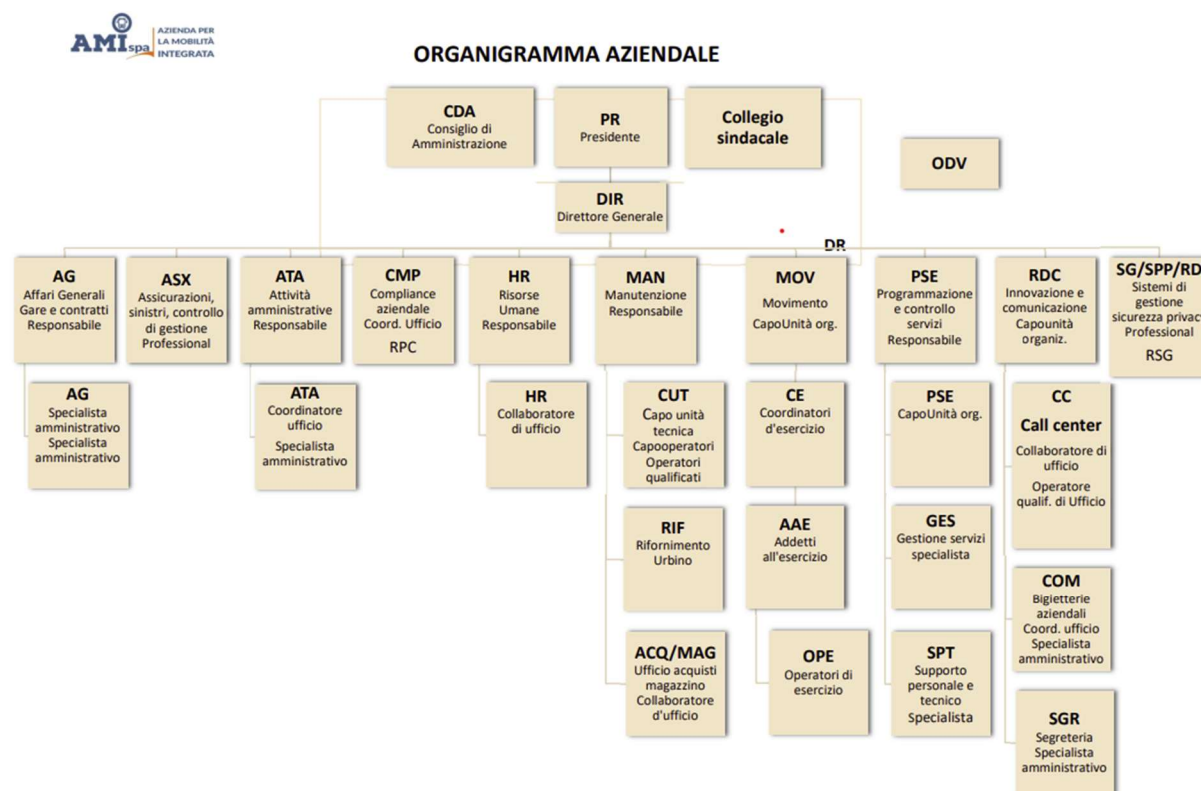 AMI spa
AZIENDA PER
LA MOBILITÀ
INTEGRATA
ORGANIGRAMMA AZIENDALE
CDA
Consiglio di
Amministrazione
PR
Presidente
Collegio
sindacale
ODV
DIR
Direttore Generale
DR
AG
Affari Generali
Gare e contratti
Responsabile
ASX
Assicurazioni,
sinistri, controllo
di gestione
Professional
ATA
Attività
amministrative
Responsabile
CMP
Compliance
aziendale
Coord. Ufficio
RPC
HR
Risorse
Umane
Responsabile
MAN
Manutenzione
Responsabile
MOV
Movimento
CapoUnità org.
PSE
Programmazione
e controllo
servizi
Responsabile
RDC
Innovazione e
comunicazione
Capounità
organiz.
SG/SPP/RD
Sistemi di
gestione
sicurezza privacy
Professional
RSG
AG
Specialista
amministrativo
Specialista
amministrativo
ATA
Coordinatore
ufficio
Specialista
amministrativo
HR
Collaboratore
di ufficio
CUT
Capo unità
tecnica
Capooperatori
Operatori
qualificati
CE
Coordinatori
d'esercizio
PSE
CapoUnità org.
CC
Call center
Collaboratore di
ufficio
Operatore
qualif. di Ufficio
RIF
Rifornimento
Urbino
AAE
Addetti
all'esercizio
GES
Gestione servizi
specialista
COM
Bigietterie
aziendali
Coord. ufficio
Specialista
amministrativo
ACQ/MAG
Ufficio acquisti
magazzino
Collaboratore
d'ufficio
OPE
Operatori di
esercizio
SPT
Supporto
personale e
tecnico
Specialista
SGR
Segreteria
Specialista
amministrativo